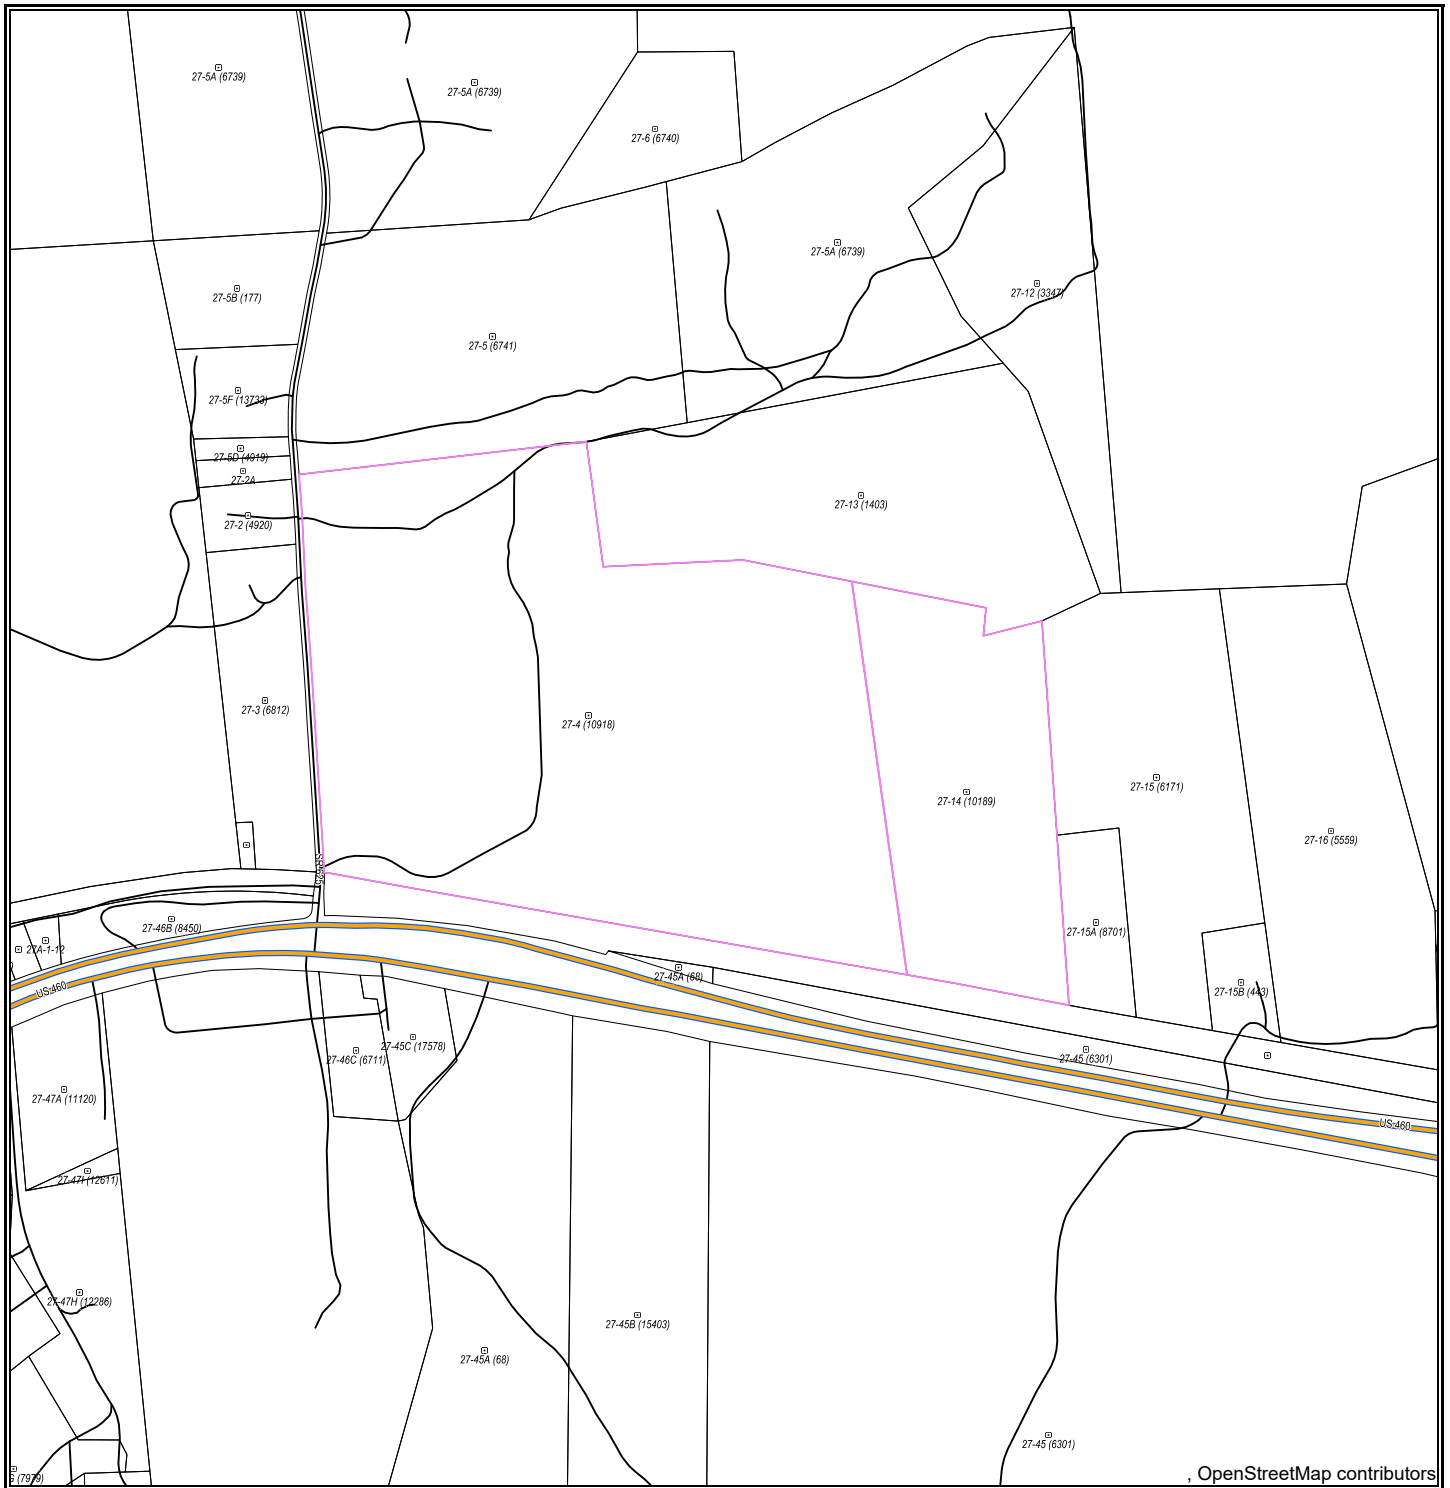 27-5A (6739)
27-5A (6739)
27-6 (6740)
27-5A (6739)
27-12 (3347)
27-5B (177)
27-5 (6741)
27-5F (13733)
27-5D (4919)
27-2A
27-13 (1403)
27-2 (4920)
27-3 (6812)
27-4 (10918)
27-14 (10189)
27-15 (6171)
27-16 (5559)
SR 625
27-46B (8450)
27A-1-12
27-15A (8701)
27-45A (68)
US 460
27-15B (443)
27-45C (17578)
27-46C (6711)
27-45 (6301)
27-47A (11120)
US 460
27-47I (12611)
27-47H (12286)
27-45B (15403)
27-45A (68)
27-45 (6301)
G (7979)
, OpenStreetMap contributors